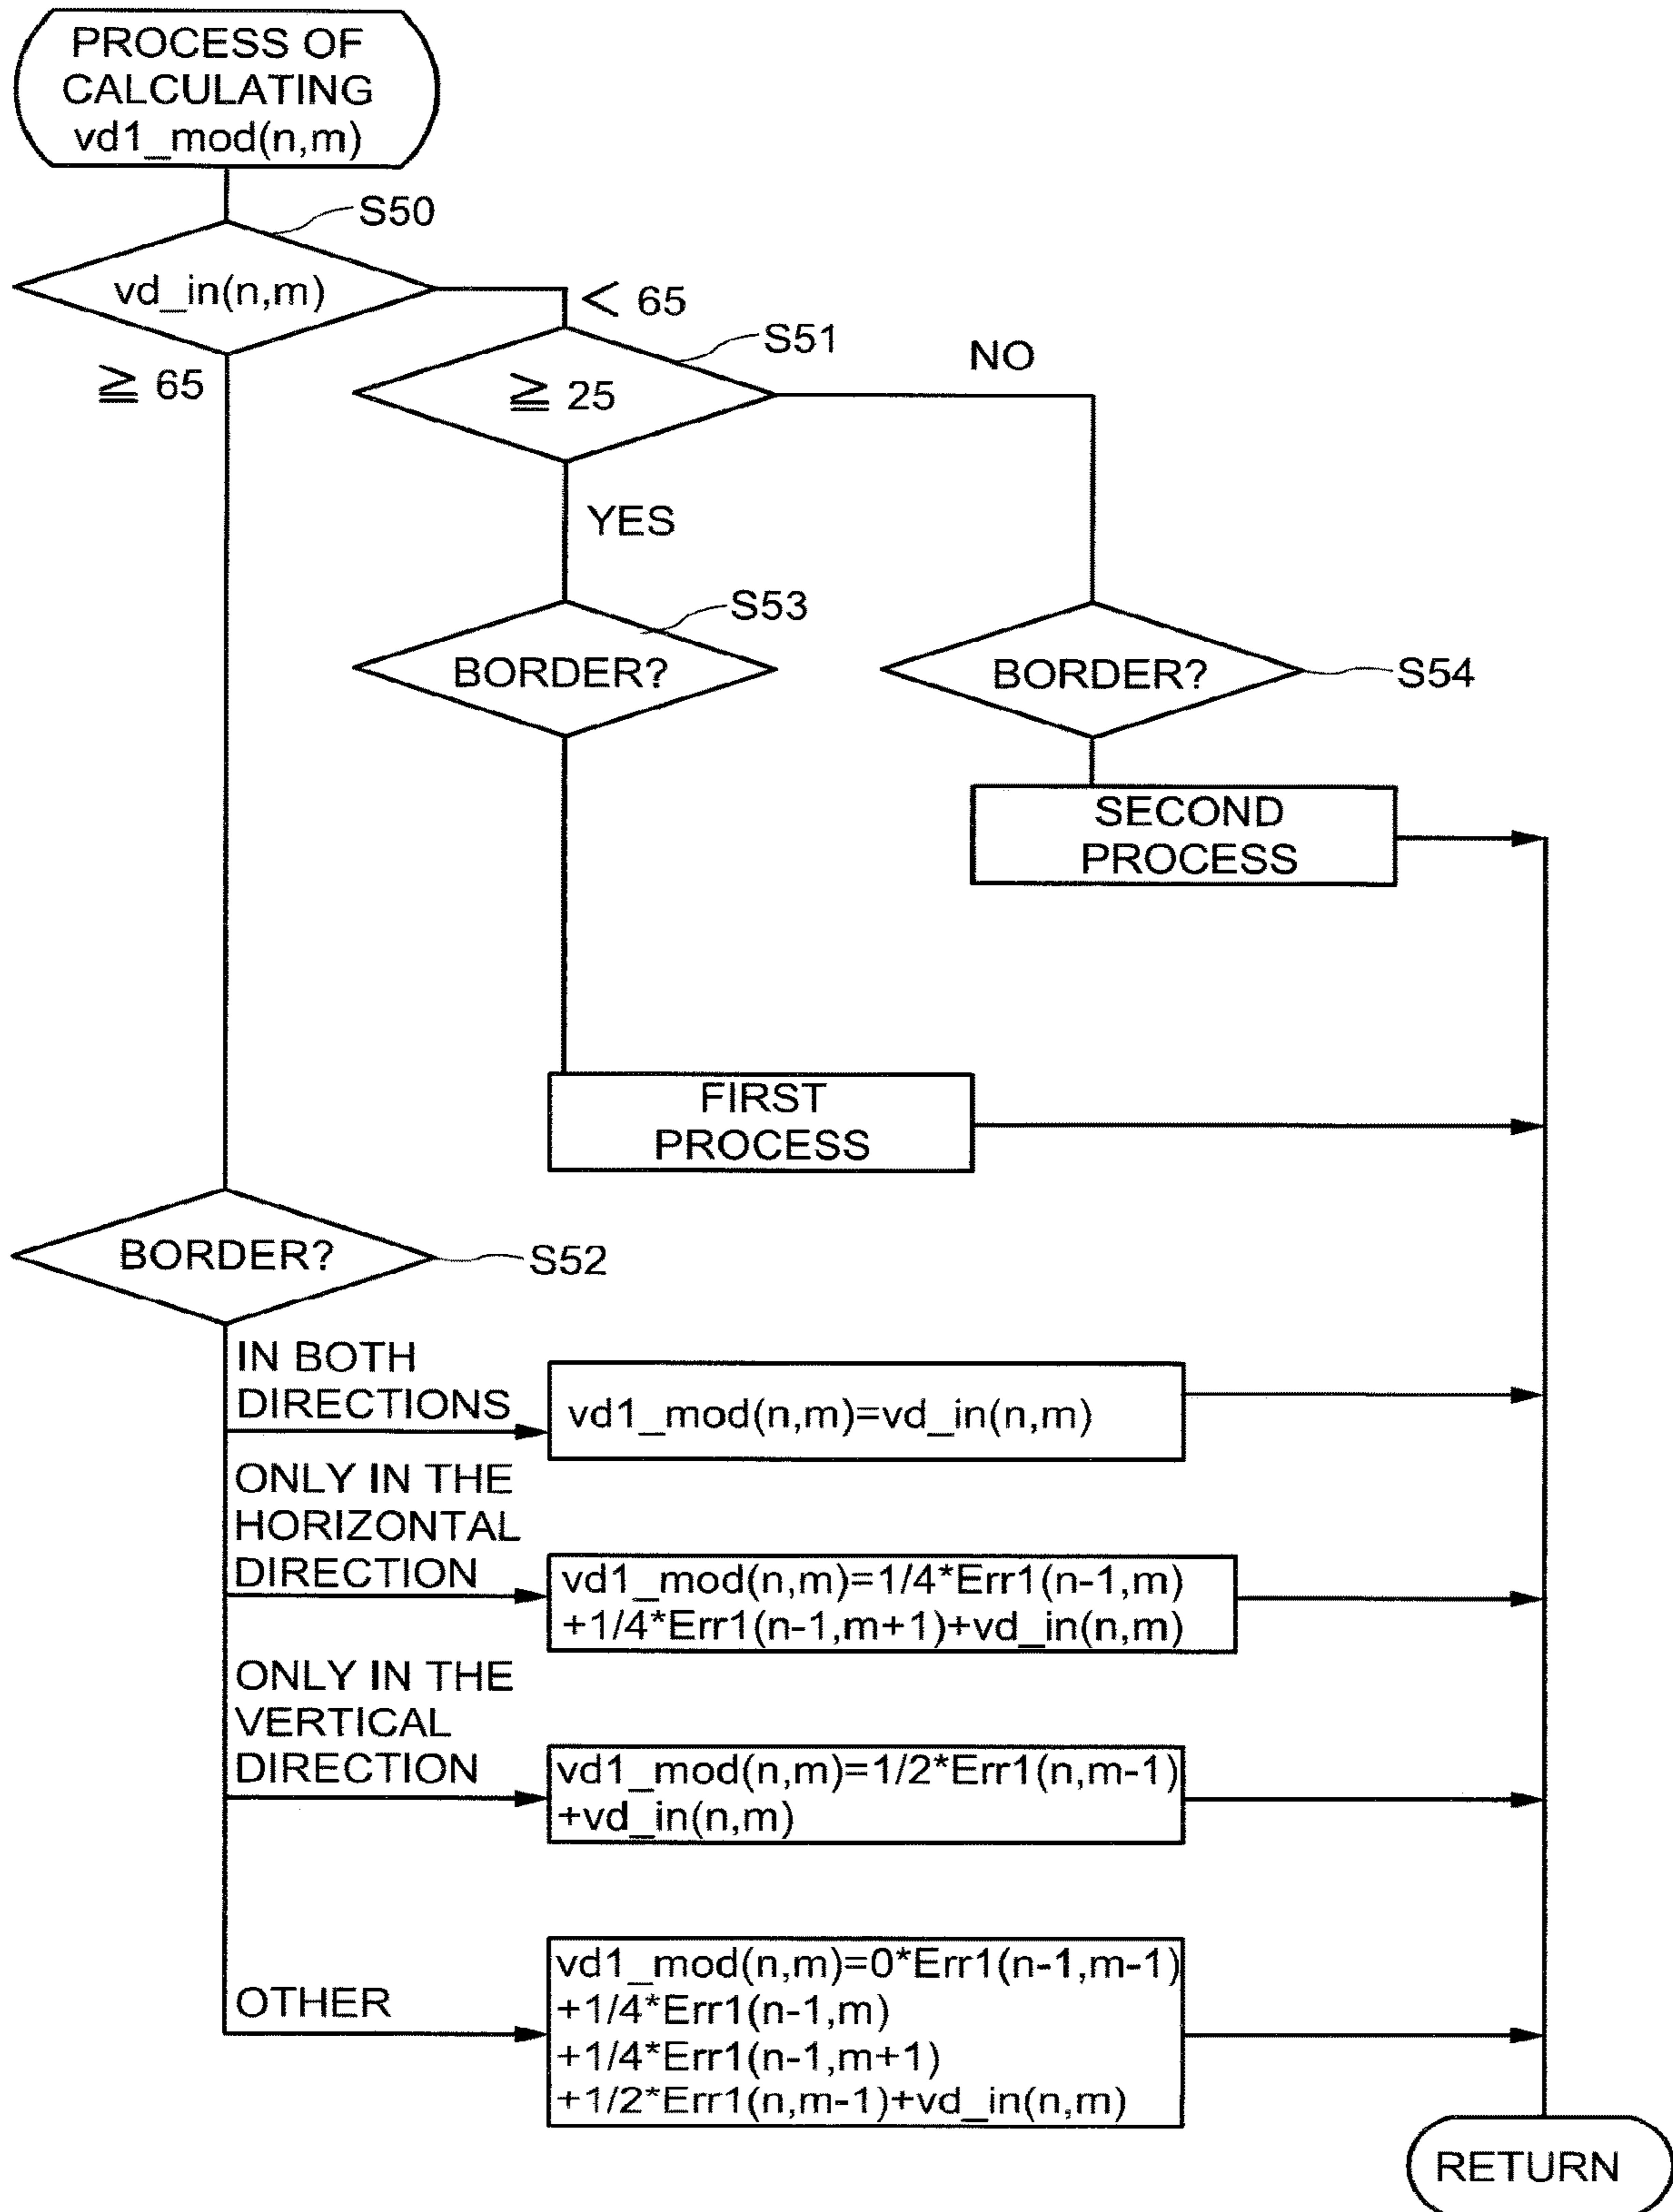 PROCESS OF
CALCULATING
vd1_mod(n,m)
S50
vd_in(n,m)
< 65
≧ 65
S51
≧ 25
NO
YES
S53
BORDER?
BORDER?
S54
SECOND
PROCESS
FIRST
PROCESS
BORDER?
S52
IN BOTH
DIRECTIONS
vd1_mod(n,m)=vd_in(n,m)
ONLY IN THE
HORIZONTAL
DIRECTION
vd1_mod(n,m)=1/4*Err1(n-1,m)
+1/4*Err1(n-1,m+1)+vd_in(n,m)
ONLY IN THE
VERTICAL
DIRECTION
vd1_mod(n,m)=1/2*Err1(n,m-1)
+vd_in(n,m)
OTHER
vd1_mod(n,m)=0*Err1(n-1,m-1)
+1/4*Err1(n-1,m)
+1/4*Err1(n-1,m+1)
+1/2*Err1(n,m-1)+vd_in(n,m)
RETURN